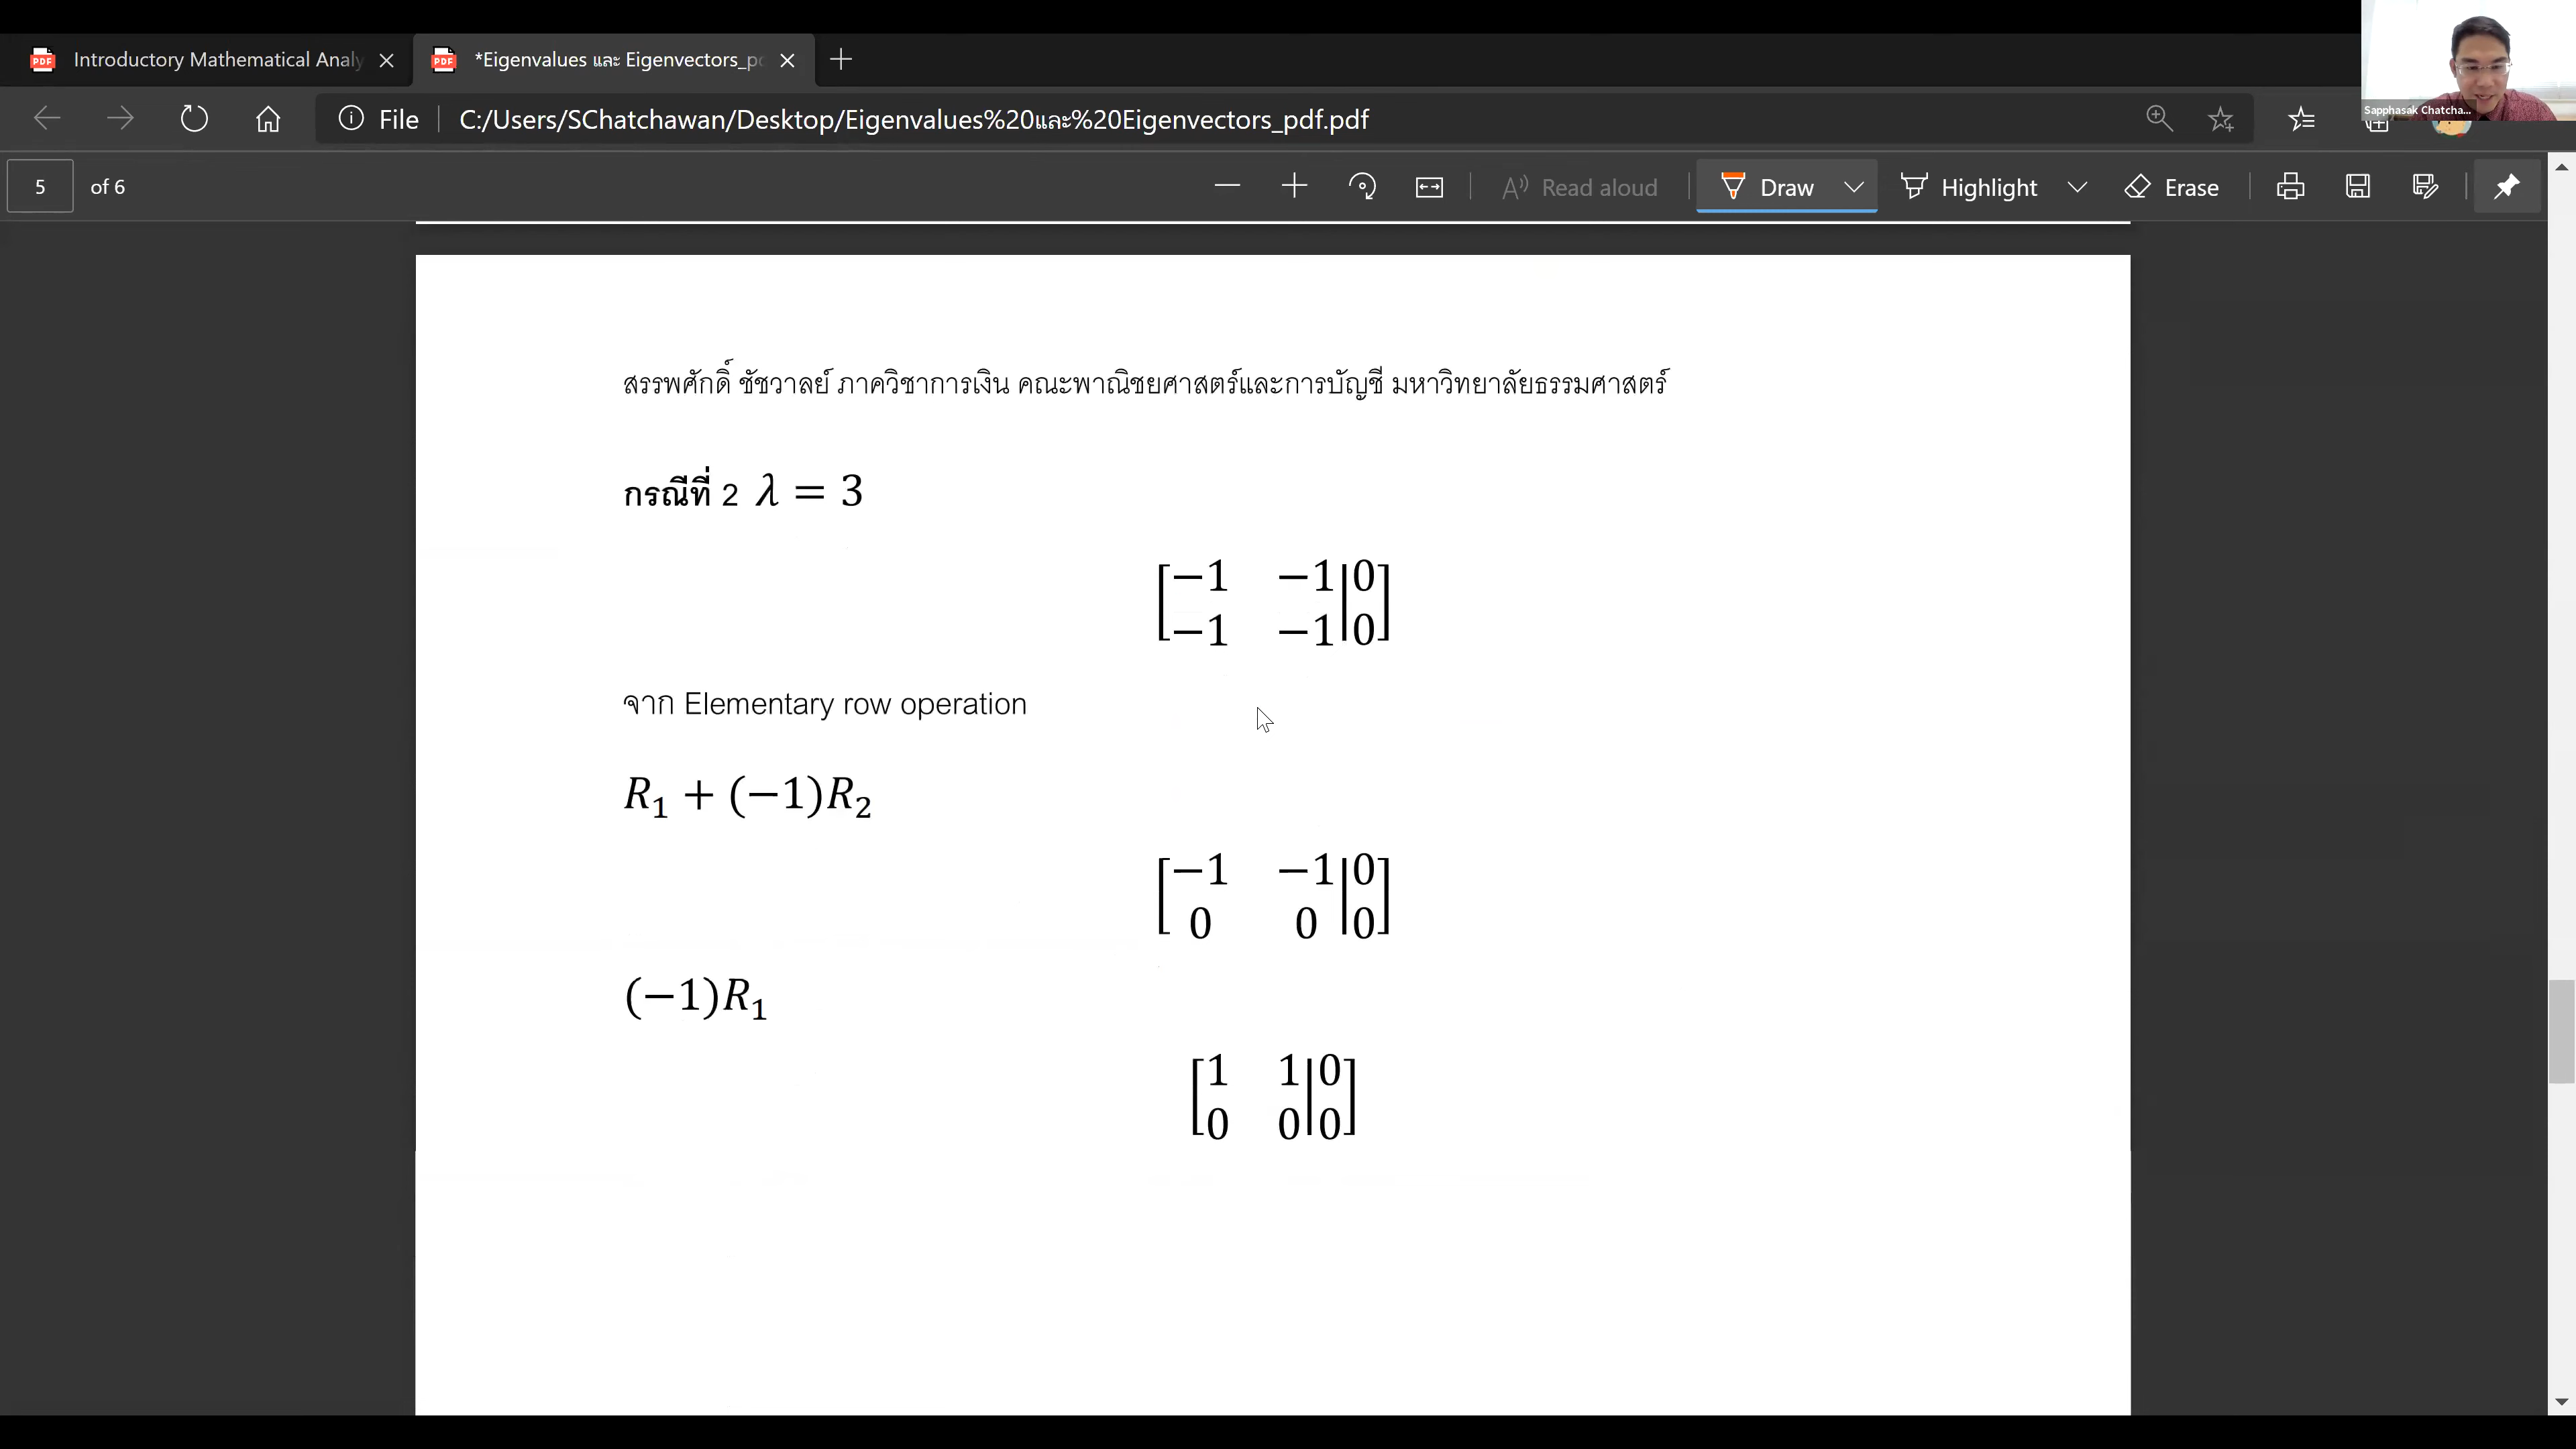 Introductory Mathematical Analy
*Eigenvalues และ Eigenvectors_p
File
C:/Users/SChatchawan/Desktop/Eigenvalues%20และ%20Eigenvectors_pdf.pdf
Sapphasak Chatcha...
5 of 6
Read aloud
Draw
Highlight
Erase
สรรพศักดิ์ ชัชวาลย์ ภาควิชาการเงิน คณะพาณิชยศาสตร์และการบัญชี มหาวิทยาลัยธรรมศาสตร์
กรณีที่ 2 λ = 3
[−1 −1|0]
[−1 −1|0]
จาก Elementary row operation
R₁ + (−1)R₂
[−1 −1|0]
[0 0|0]
(−1)R₁
[1 1|0]
[0 0|0]